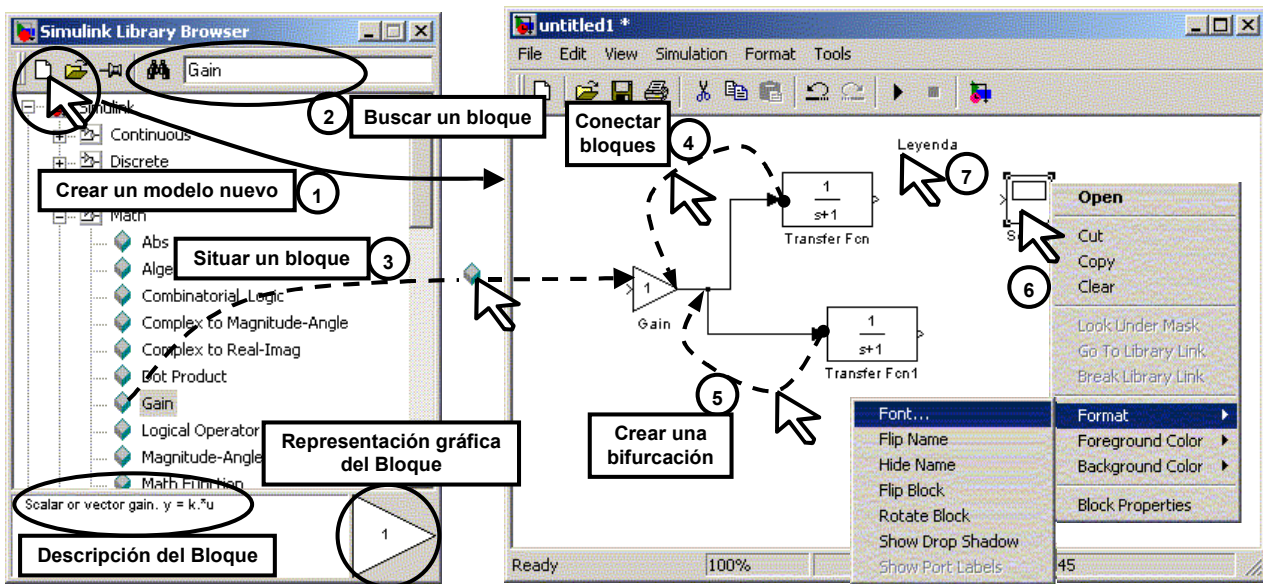 Simulink Library Browser
Gain
2
Buscar un bloque
Simulink
Continuous
Discrete
Crear un modelo nuevo
1
Math
Abs
Situar un bloque
3
Combinatorial Logic
Complex to Magnitude-Angle
Complex to Real-Imag
Dot Product
Gain
Logical Operator
Magnitude-Angle
Math Function
Representación gráfica
del Bloque
Scalar or vector gain. y = k.*u
Descripción del Bloque
1
untitled1 *
File Edit View Simulation Format Tools
Conectar
bloques
4
Leyenda
7
1
s+1
Transfer Fcn
1
Gain
1
s+1
Transfer Fcn1
5
Crear una
bifurcación
6
Open
Cut
Copy
Clear
Look Under Mask
Go To Library Link
Break Library Link
Format
Foreground Color
Background Color
Block Properties
Font...
Flip Name
Hide Name
Flip Block
Rotate Block
Show Drop Shadow
Show Port Labels
Ready
100%
45